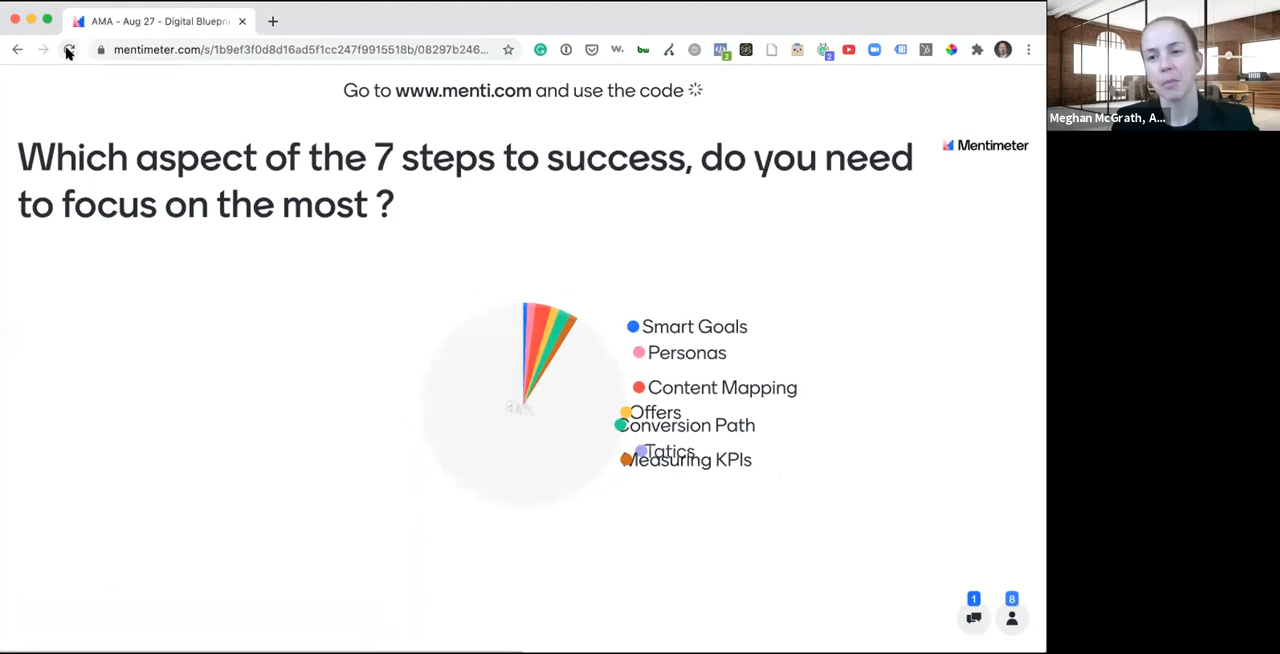 AMA - Aug 27 - Digital Bluepri
mentimeter.com/s/1b9ef3f0d8d16ad5f1cc247f9915518b/08297b246...
Go to www.menti.com and use the code
Which aspect of the 7 steps to success, do you need
to focus on the most ?
Mentimeter
Smart Goals
Personas
Content Mapping
Offers
Conversion Path
Tatics
Measuring KPIs
1
8
Meghan McGrath, A...